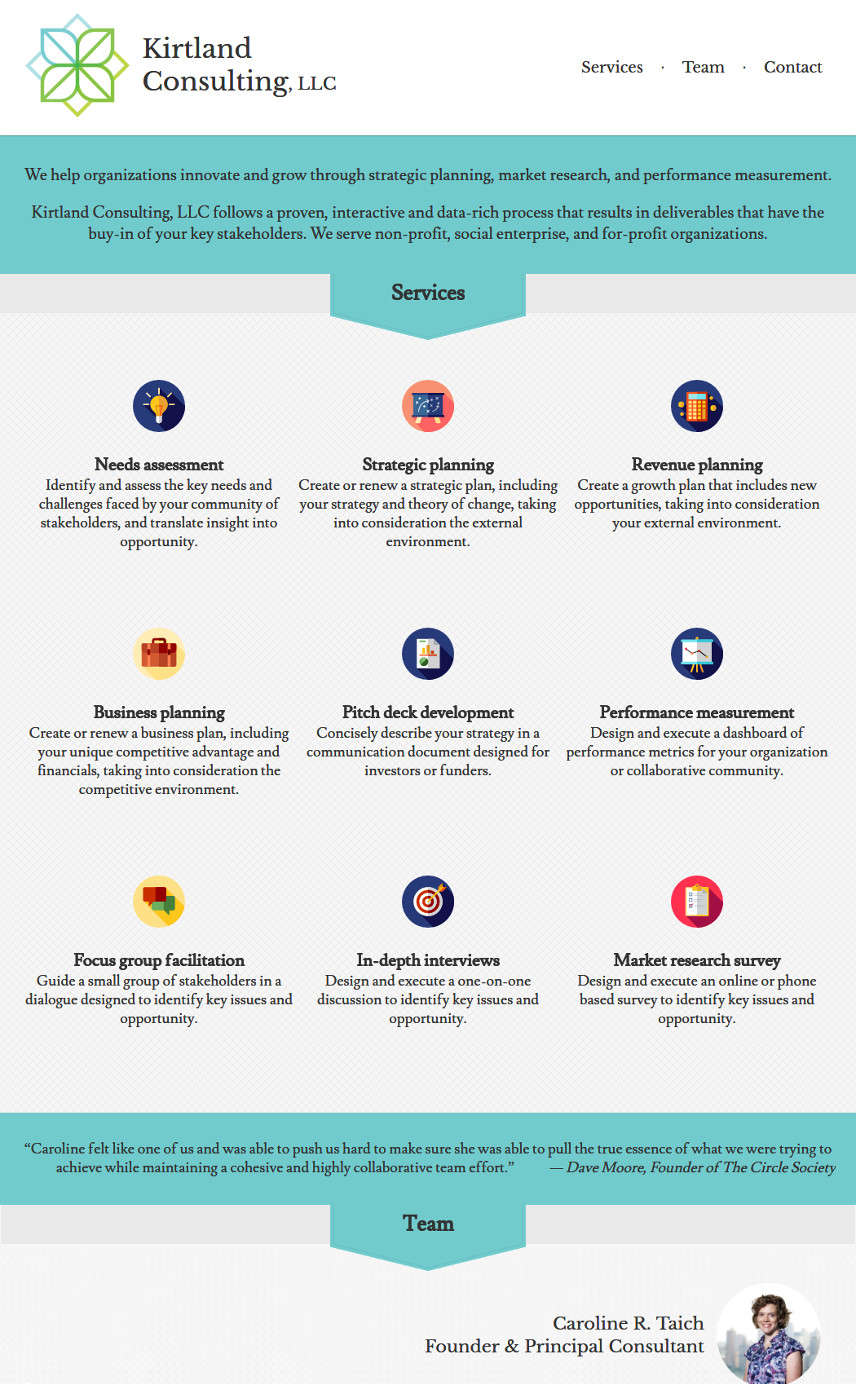 Kirtland
Consulting, LLC
Services · Team · Contact
We help organizations innovate and grow through strategic planning, market research, and performance measurement.
Kirtland Consulting, LLC follows a proven, interactive and data-rich process that results in deliverables that have the
buy-in of your key stakeholders. We serve non-profit, social enterprise, and for-profit organizations.
Services
Needs assessment
Identify and assess the key needs and
challenges faced by your community of
stakeholders, and translate insight into
opportunity.
Strategic planning
Create or renew a strategic plan, including
your strategy and theory of change, taking
into consideration the external
environment.
Revenue planning
Create a growth plan that includes new
opportunities, taking into consideration
your external environment.
Business planning
Create or renew a business plan, including
your unique competitive advantage and
financials, taking into consideration the
competitive environment.
Pitch deck development
Concisely describe your strategy in a
communication document designed for
investors or funders.
Performance measurement
Design and execute a dashboard of
performance metrics for your organization
or collaborative community.
Focus group facilitation
Guide a small group of stakeholders in a
dialogue designed to identify key issues and
opportunity.
In-depth interviews
Design and execute a one-on-one
discussion to identify key issues and
opportunity.
Market research survey
Design and execute an online or phone
based survey to identify key issues and
opportunity.
“Caroline felt like one of us and was able to push us hard to make sure she was able to pull the true essence of what we were trying to
achieve while maintaining a cohesive and highly collaborative team effort.” — Dave Moore, Founder of The Circle Society
Team
Caroline R. Taich
Founder & Principal Consultant